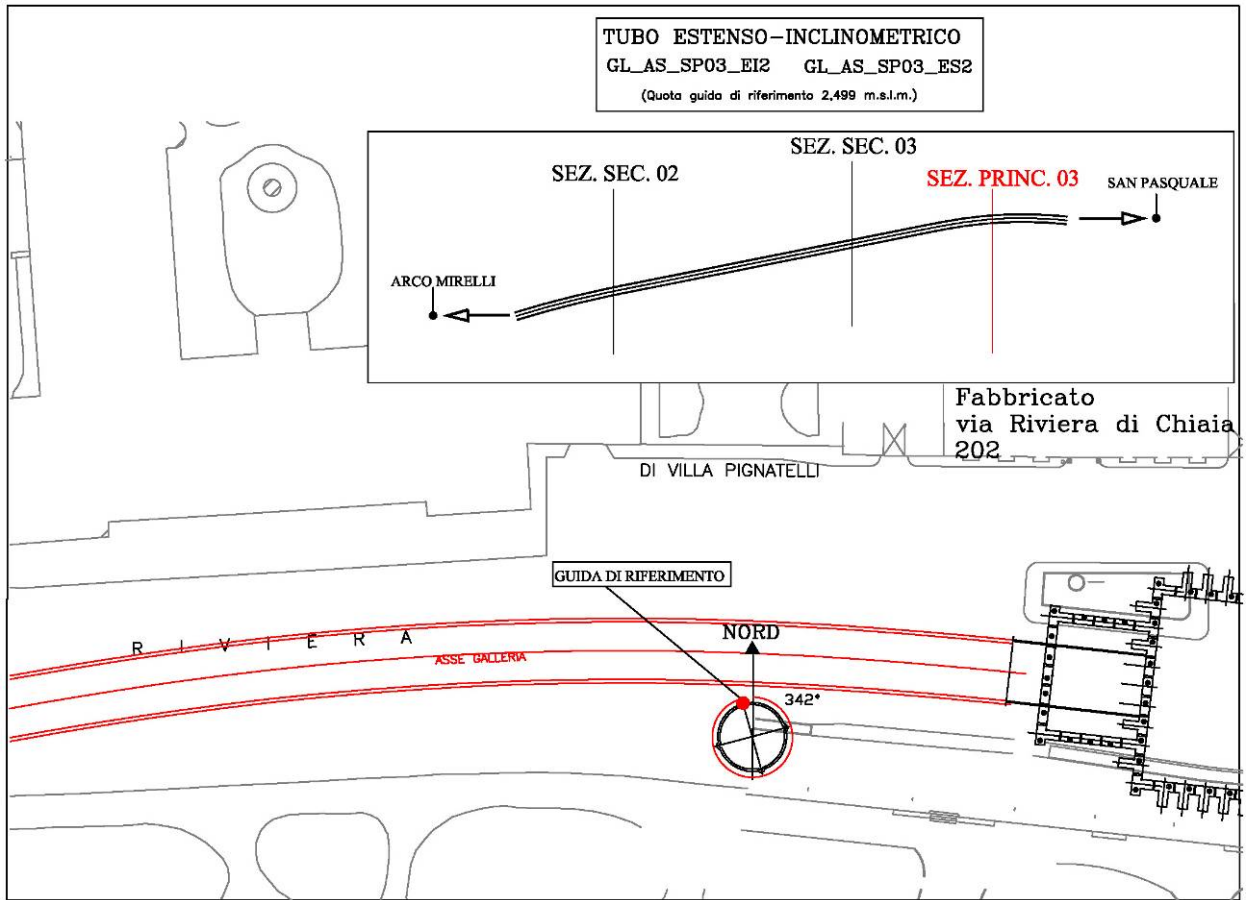 TUBO ESTENSO-INCLINOMETRICO
GL_AS_SP03_EI2 GL_AS_SP03_ES2
(Quota guida di riferimento 2,499 m.s.l.m.)
SEZ. SEC. 02
SEZ. SEC. 03
SEZ. PRINC. 03
SAN PASQUALE
ARCO MIRELLI
Fabbricato
via Riviera di Chiaia
202
DI VILLA PIGNATELLI
GUIDA DI RIFERIMENTO
RIVIERA
NORD
ASSE GALLERIA
342°